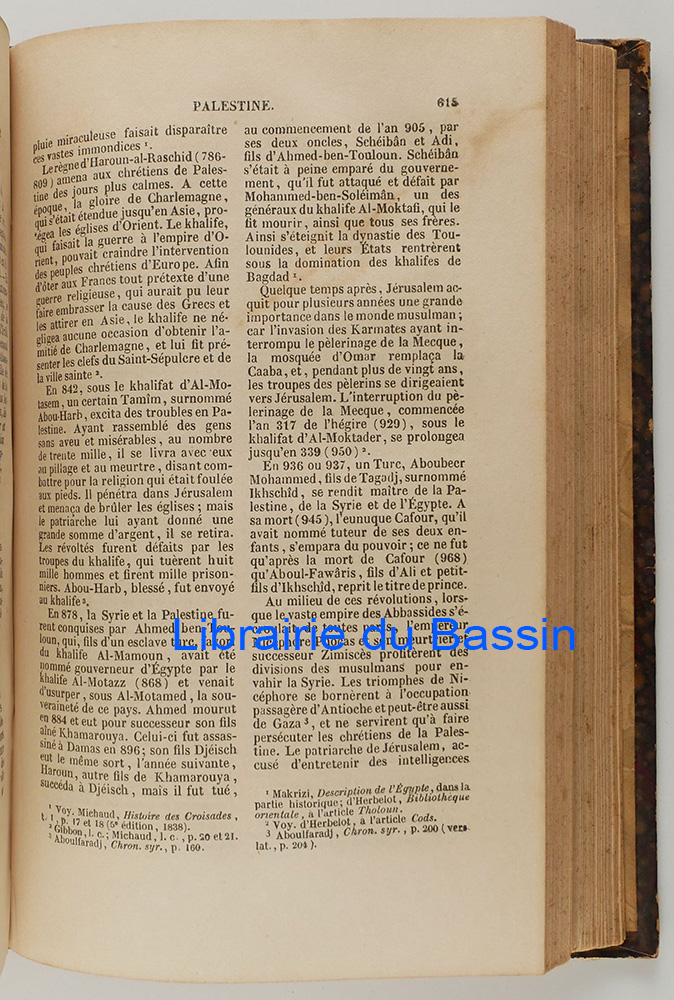 PALESTINE.
615
pluie miraculeuse faisait disparaître
ces vastes immondices ¹.
Le règne d'Haroun-al-Raschid (786-
809) amena aux chrétiens de Pales-
tine des jours plus calmes. A cette
époque, la gloire de Charlemagne,
qui s'était étendue jusqu'en Asie, pro-
tégea les églises d'Orient. Le khalife,
qui faisait la guerre à l'empire d'O-
rient, pouvait craindre l'intervention
des peuples chrétiens d'Europe. Afin
d'ôter aux Francs tout prétexte d'une
guerre religieuse, qui aurait pu leur
faire embrasser la cause des Grecs et
les attirer en Asie, le khalife ne né-
gligea aucune occasion d'obtenir l'a-
mitié de Charlemagne, et lui fit pré-
senter les clefs du Saint-Sépulcre et de
la ville sainte ².
En 842, sous le khalifat d'Al-Mo-
tasem, un certain Tamîm, surnommé
Abou-Harb, excita des troubles en Pa-
lestine. Ayant rassemblé des gens
sans aveu et misérables, au nombre
de trente mille, il se livra avec eux
au pillage et au meurtre, disant com-
battre pour la religion qui était foulée
aux pieds. Il pénétra dans Jérusalem
et menaça de brûler les églises ; mais
le patriarche lui ayant donné une
grande somme d'argent, il se retira.
Les révoltés furent défaits par les
troupes du khalife, qui tuèrent huit
mille hommes et firent mille prison-
niers. Abou-Harb, blessé, fut envoyé
au khalife ³.
En 878, la Syrie et la Palestine fu-
rent conquises par Ahmed ben-Tou-
loun, qui, fils d'un esclave turc, favori
du khalife Al-Mamoun, avait été
nommé gouverneur d'Égypte par le
khalife Al-Motazz (868) et venait
d'usurper, sous Al-Motamed, la sou-
veraineté de ce pays. Ahmed mourut
en 884 et eut pour successeur son fils
aîné Khamarouya. Celui-ci fut assas-
siné à Damas en 896; son fils Djéisch
eut le même sort, l'année suivante,
Haroun, autre fils de Khamarouya,
succéda à Djéisch, mais il fut tué,
¹ Voy. Michaud, Histoire des Croisades,
t. I, p. 17 et 18 (5ᵉ édition, 1838).
² Gibbon, l. c.; Michaud, l. c., p. 20 et 21.
³ Aboulfaradj, Chron. syr., p. 160.
au commencement de l'an 905, par
ses deux oncles, Scheibân et Adi,
fils d'Ahmed-ben-Touloun. Schéibân
s'était à peine emparé du gouverne-
ment, qu'il fut attaqué et défait par
Mohammed-ben-Soléimân, un des
généraux du khalife Al-Moktafi, qui le
fit mourir, ainsi que tous ses frères.
Ainsi s'éteignit la dynastie des Tou-
lounides, et leurs États rentrèrent
sous la domination des khalifes de
Bagdad ¹.
Quelque temps après, Jérusalem ac-
quit pour plusieurs années une grande
importance dans le monde musulman ;
car l'invasion des Karmates ayant in-
terrompu le pèlerinage de la Mecque,
la mosquée d'Omar remplaça la
Caaba, et, pendant plus de vingt ans,
les troupes des pèlerins se dirigeaient
vers Jérusalem. L'interruption du pè-
lerinage de la Mecque, commencée
l'an 317 de l'hégire (929), sous le
khalifat d'Al-Moktader, se prolongea
jusqu'en 339 (950) ².
En 936 ou 937, un Turc, Aboubecr
Mohammed, fils de Tagadj, surnommé
Ikhschîd, se rendit maître de la Pa-
lestine, de la Syrie et de l'Égypte. A
sa mort (945), l'eunuque Cafour, qu'il
avait nommé tuteur de ses deux en-
fants, s'empara du pouvoir; ce ne fut
qu'après la mort de Cafour (968)
qu'Aboul-Fawâris, fils d'Ali et petit-
fils d'Ikhschîd, reprit le titre de prince.
Au milieu de ces révolutions, lors-
que le vaste empire des Abbassides s'é-
croulait de toutes parts, l'empereur
Nicéphore Phocas et son meurtrier et
successeur Zimiscès profitèrent des
divisions des musulmans pour en-
vahir la Syrie. Les triomphes de Ni-
céphore se bornèrent à l'occupation
passagère d'Antioche et peut-être aussi
de Gaza ³, et ne servirent qu'à faire
persécuter les chrétiens de la Pales-
tine. Le patriarche de Jérusalem, ac-
cusé d'entretenir des intelligences
¹ Makrizi, Description de l'Égypte, dans la
partie historique; d'Herbelot, Bibliothèque
orientale, à l'article Tholoun.
² Voy. d'Herbelot, à l'article Cods.
³ Aboulfaradj, Chron. syr., p. 200 (vers.
lat., p. 204).
Librairie du Bassin